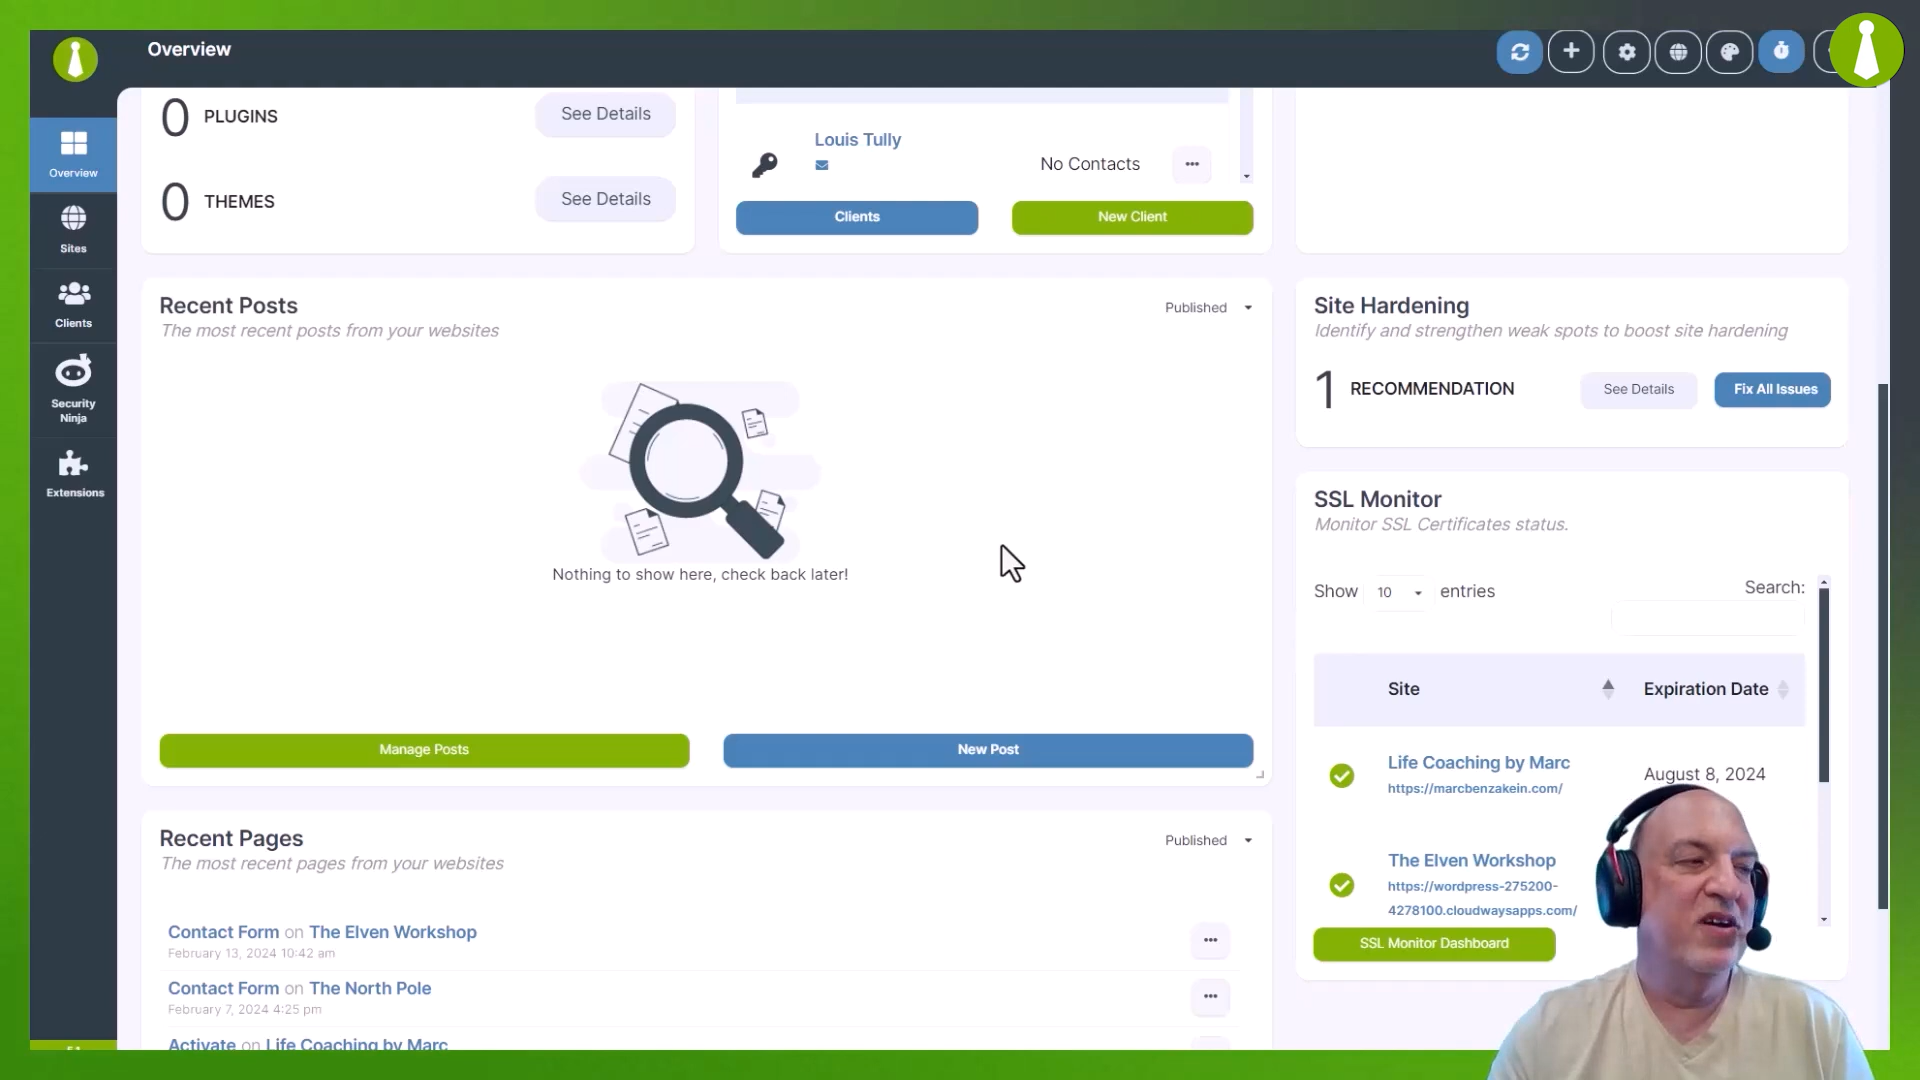 Overview
Overview
Sites
Clients
Security
Ninja
Extensions
0 PLUGINS
See Details
0 THEMES
See Details
Louis Tully
No Contacts
Clients
New Client
Recent Posts
Published
The most recent posts from your websites
Nothing to show here, check back later!
Manage Posts
New Post
Recent Pages
Published
The most recent pages from your websites
Contact Form on The Elven Workshop
February 13, 2024 10:42 am
Contact Form on The North Pole
February 7, 2024 4:25 pm
Activate on Life Coaching by Marc
Site Hardening
Identify and strengthen weak spots to boost site hardening
1 RECOMMENDATION
See Details
Fix All Issues
SSL Monitor
Monitor SSL Certificates status.
Show 10 entries
Search:
Site
Expiration Date
Life Coaching by Marc
August 8, 2024
https://marcbenzakein.com/
The Elven Workshop
https://wordpress-275200-
4278100.cloudwaysapps.com/
SSL Monitor Dashboard